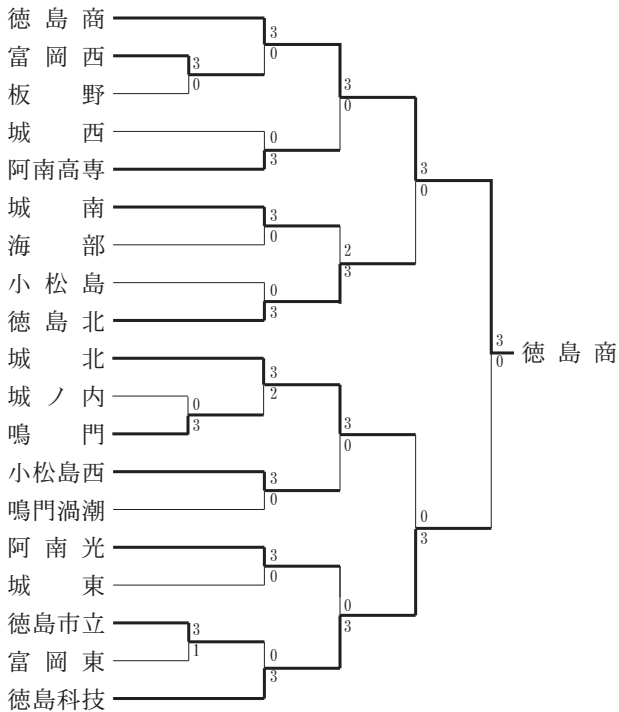 徳島商
富岡西
板野
城西
阿南高専
城南
海部
小松島
徳島北
城北
城ノ内
鳴門
小松島西
鳴門渦潮
阿南光
城東
徳島市立
富岡東
徳島科技
3
0
3
0
0
3
3
0
0
3
3
2
0
3
3
0
3
0
3
1
0
3
3
0
2
3
3
0
0
3
3
0
0
3
3
0
徳島商